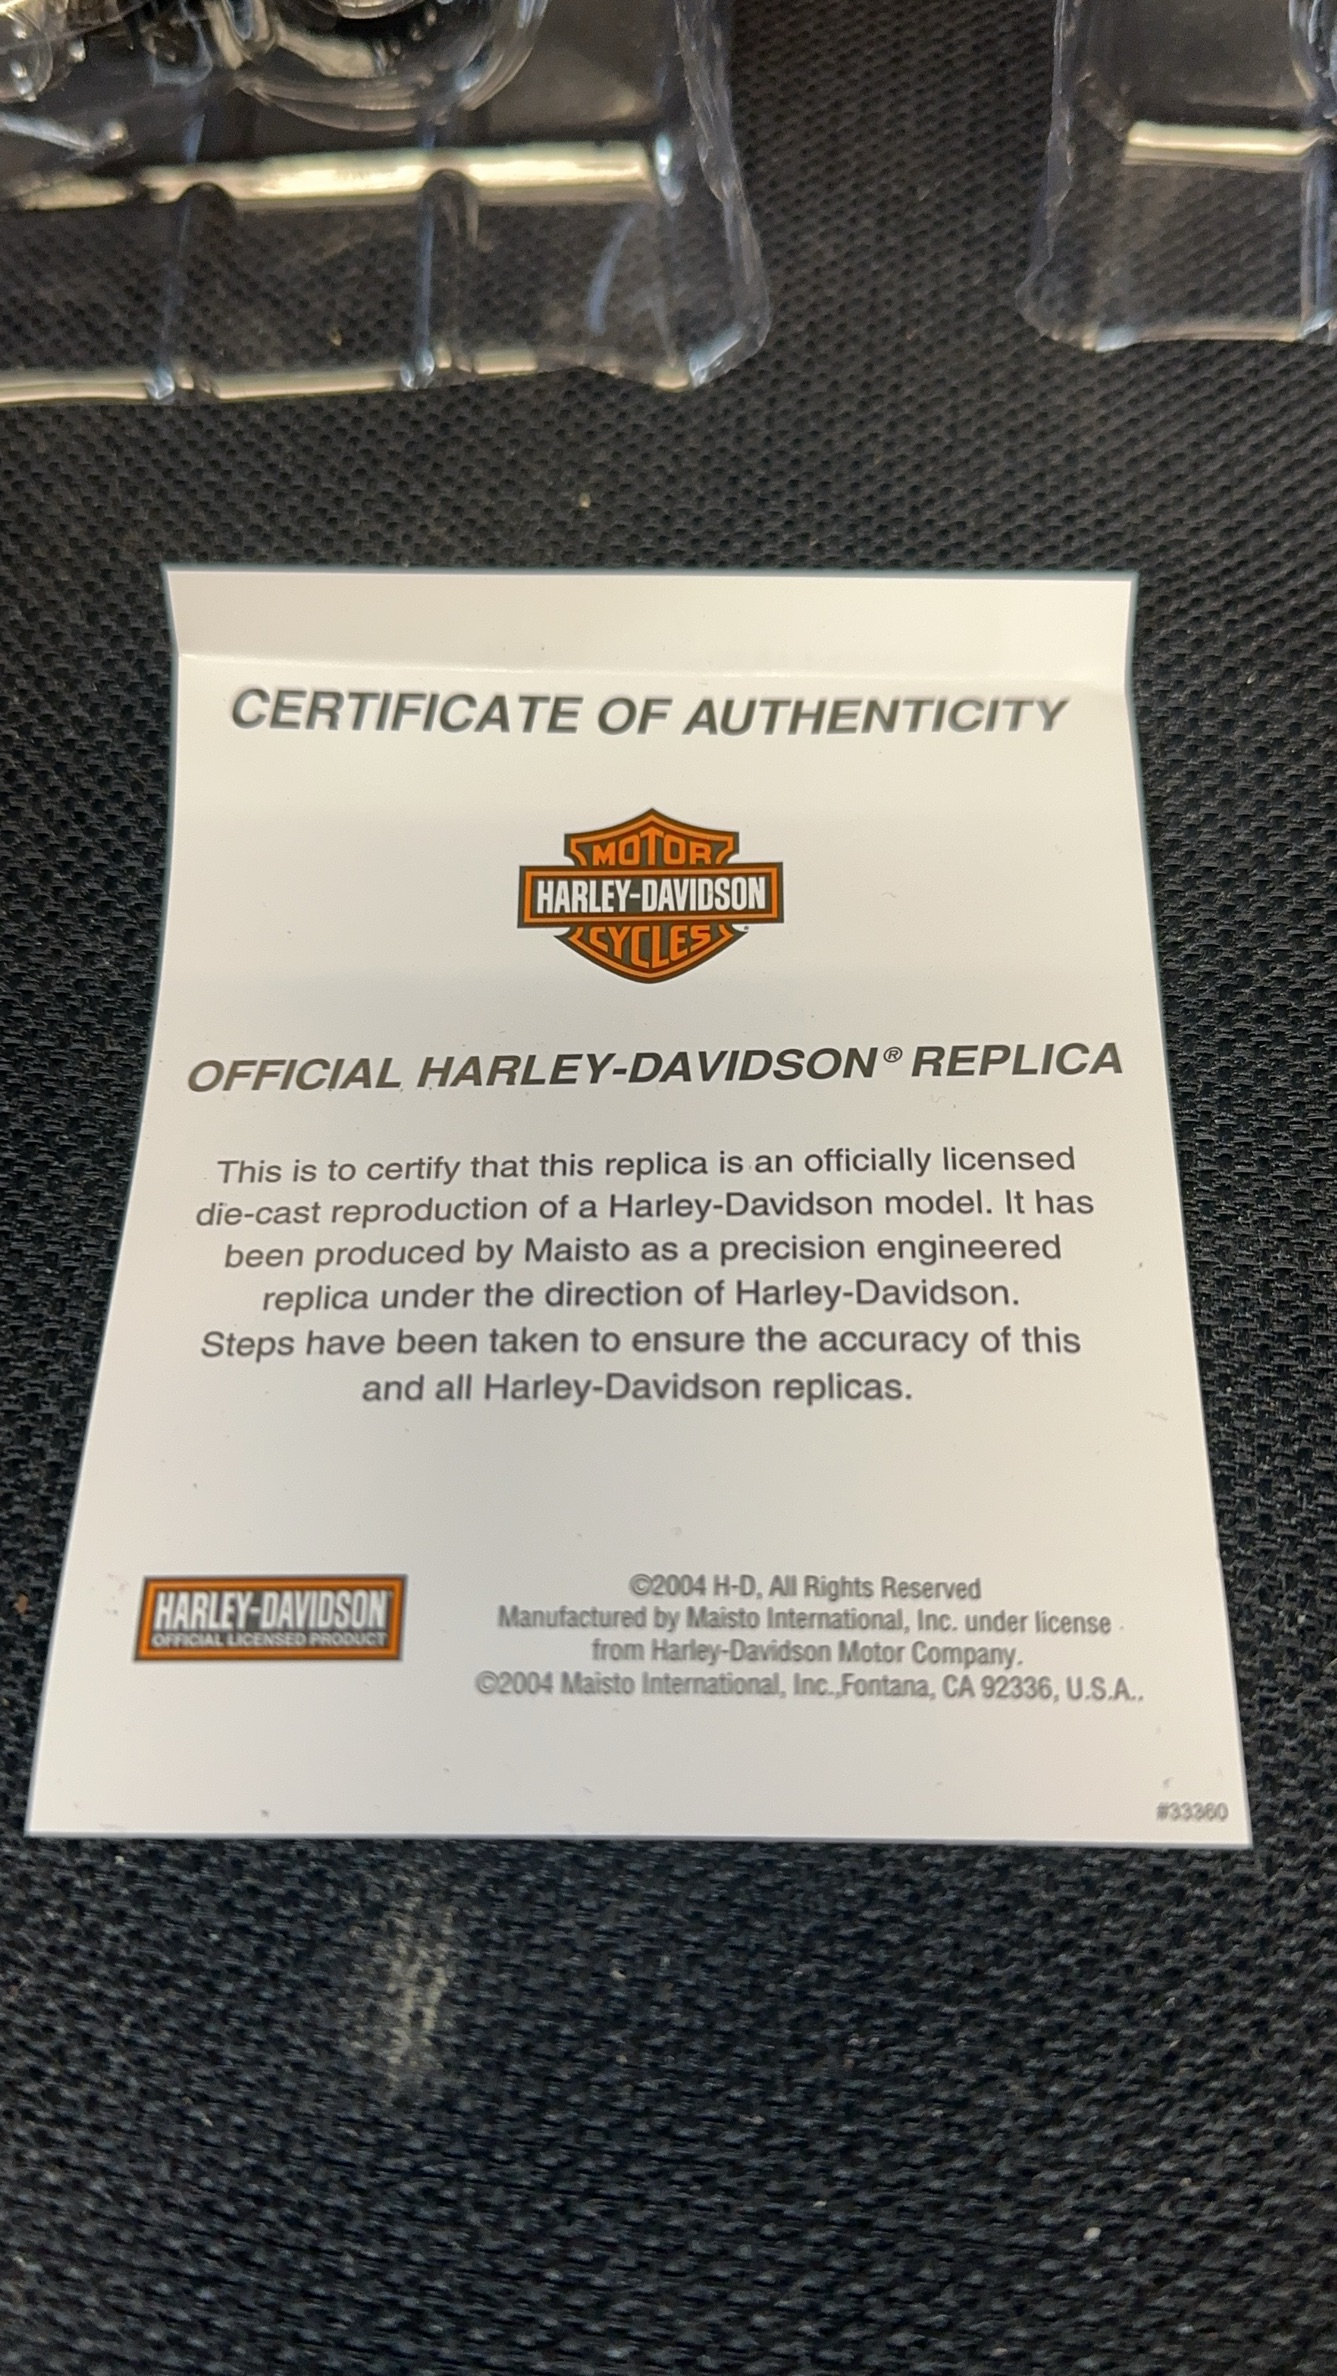 CERTIFICATE OF AUTHENTICITY
MOTOR
HARLEY-DAVIDSON
CYCLES
OFFICIAL HARLEY-DAVIDSON® REPLICA
This is to certify that this replica is an officially licensed
die-cast reproduction of a Harley-Davidson model. It has
been produced by Maisto as a precision engineered
replica under the direction of Harley-Davidson.
Steps have been taken to ensure the accuracy of this
and all Harley-Davidson replicas.
HARLEY-DAVIDSON
OFFICIAL LICENSED PRODUCT
©2004 H-D, All Rights Reserved
Manufactured by Maisto International, Inc. under license
from Harley-Davidson Motor Company.
©2004 Maisto International, Inc.,Fontana, CA 92336, U.S.A..
#33360